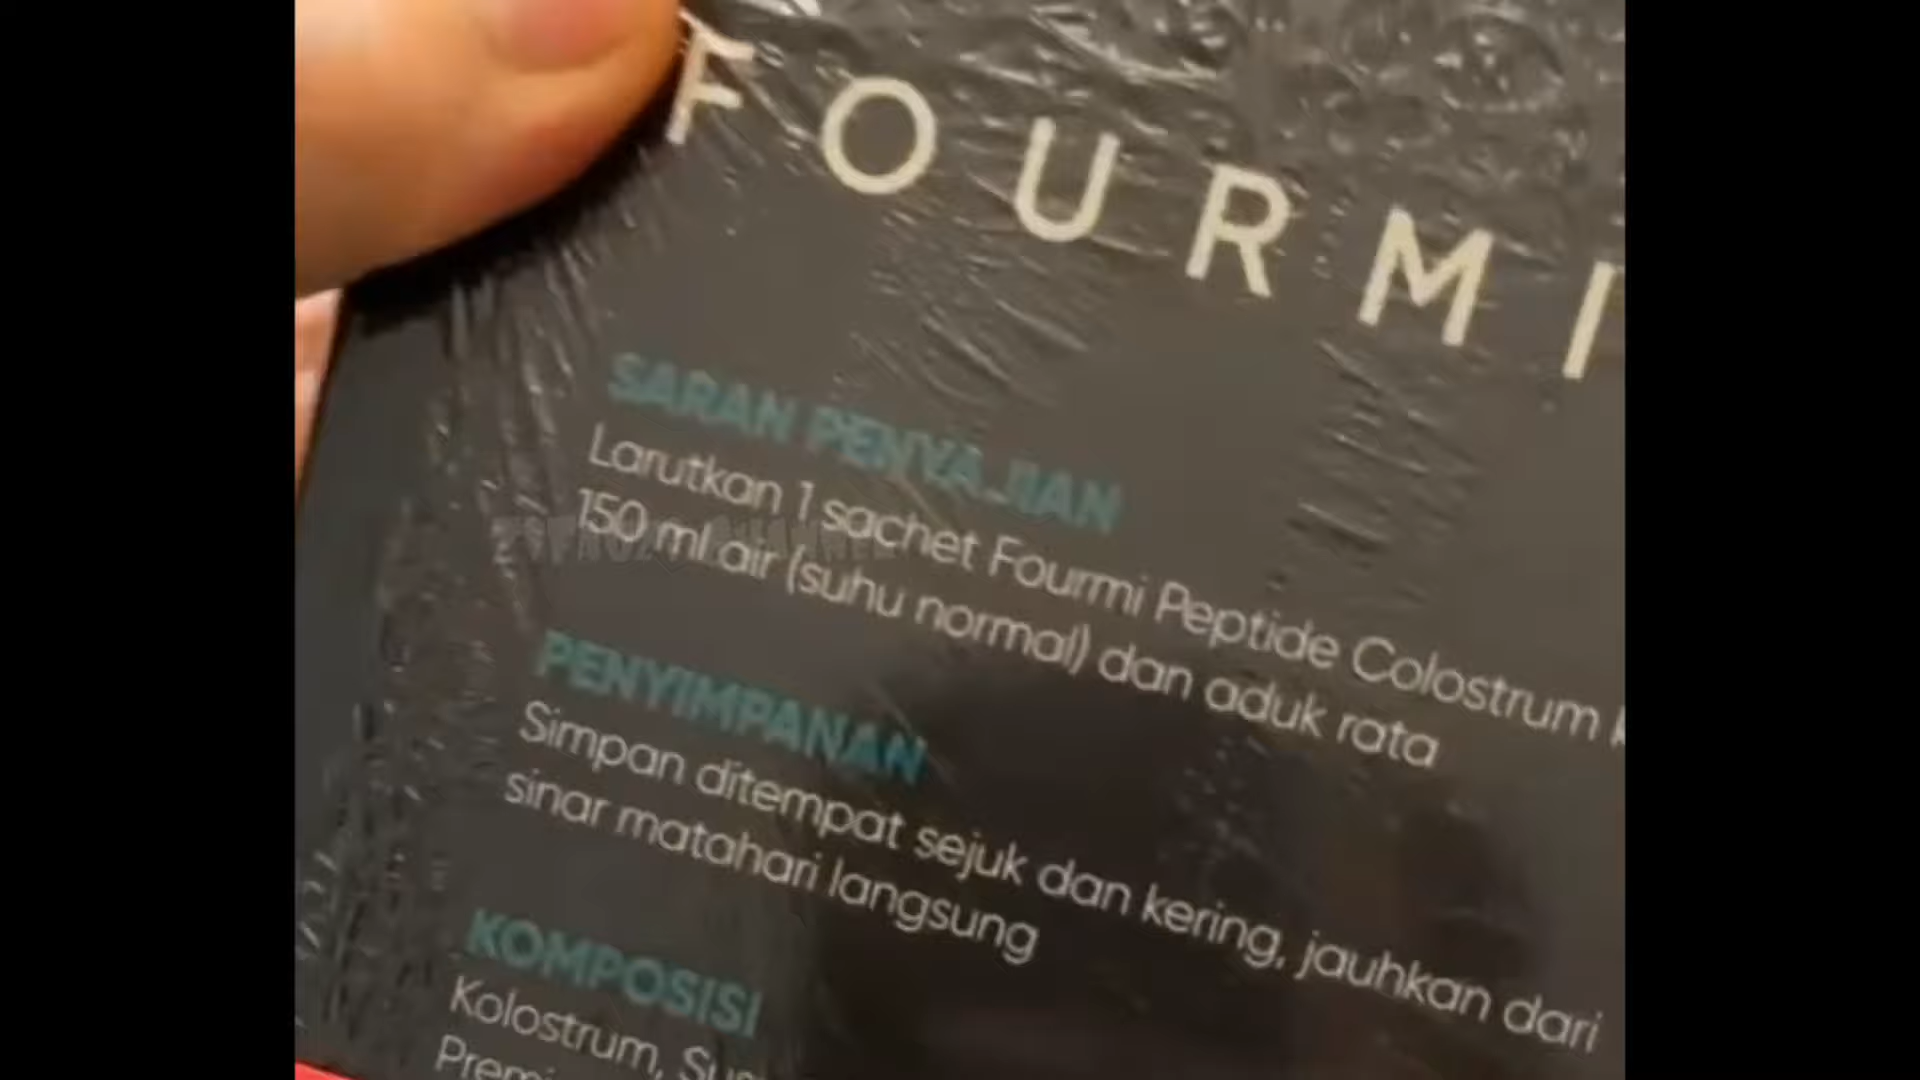 FOURMI
SARAN PENYAJIAN
Larutkan 1 sachet Fourmi Peptide Colostrum
150 ml air (suhu normal) dan aduk rata
PENYIMPANAN
Simpan ditempat sejuk dan kering, jauhkan dari
sinar matahari langsung
KOMPOSISI
Kolostrum,